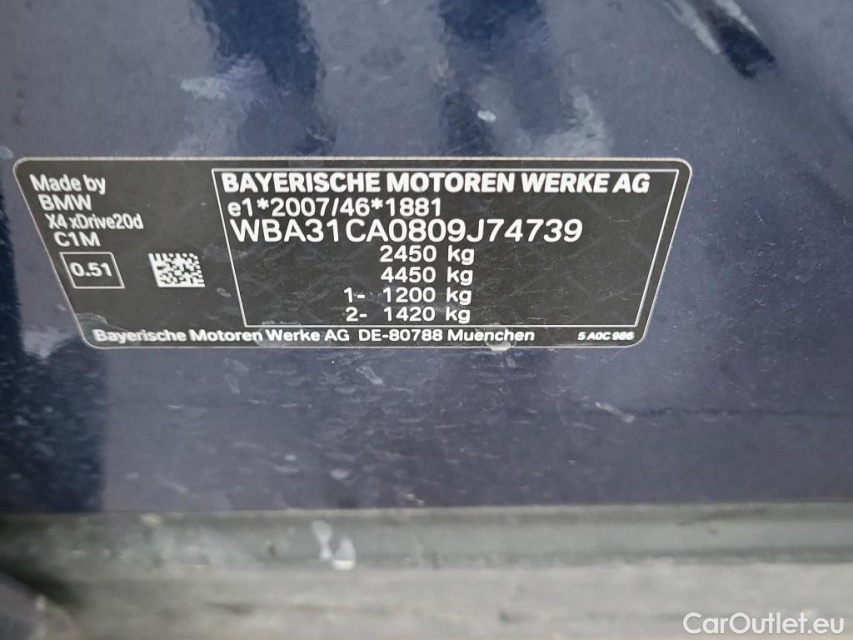 Made by
BMW
X4 xDrive20d
C1M
0.51
BAYERISCHE MOTOREN WERKE AG
e1*2007/46*1881
WBA31CA0809J74739
2450 kg
4450 kg
1- 1200 kg
2- 1420 kg
Bayerische Motoren Werke AG DE-80788 Muenchen
5 A0C 986
CarOutlet.eu